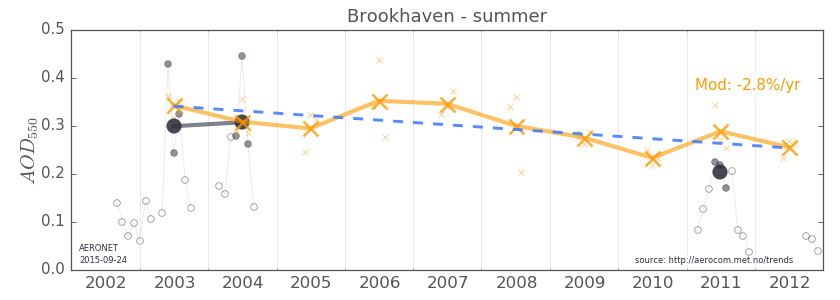 Brookhaven - summer
0.5
0.4
0.3
0.2
0.1
0.0
AOD550
Mod: -2.8%/yr
AERONET
2015-09-24
source: http://aerocom.met.no/trends
2002 2003 2004 2005 2006 2007 2008 2009 2010 2011 2012